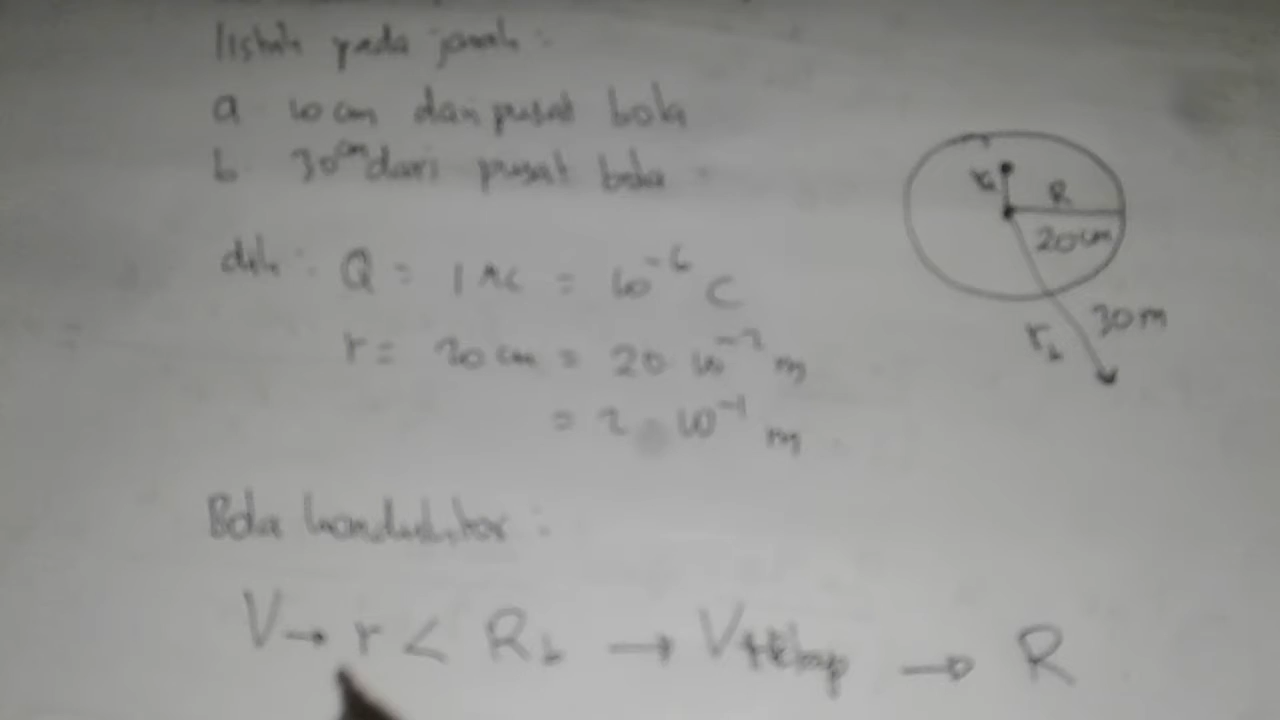 listrik pada jarak :
a 10 cm dari pusat bola
b 30 cm dari pusat bola
dik : Q = 1 μC = 10⁻⁶ C
r = 20 cm = 20 10⁻² m
= 2 10⁻¹ m
R
20 cm
30 m
Bola konduktor :
V → r < R_b → V tetap → R